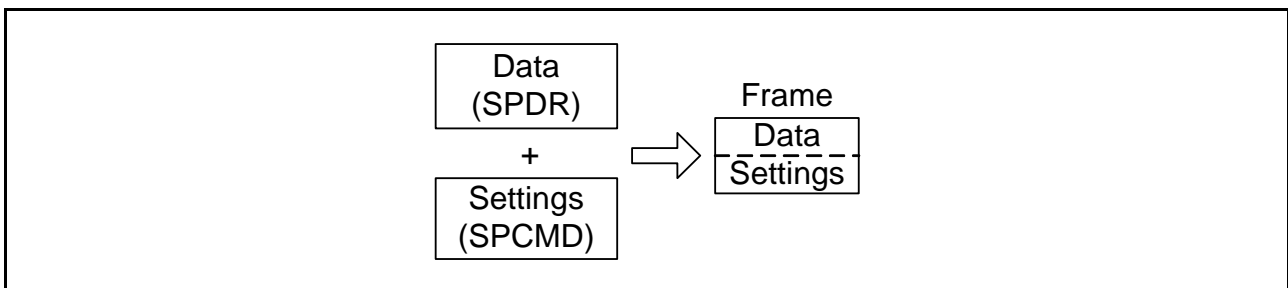 Data
(SPDR)
+
Settings
(SPCMD)
Frame
Data
Settings